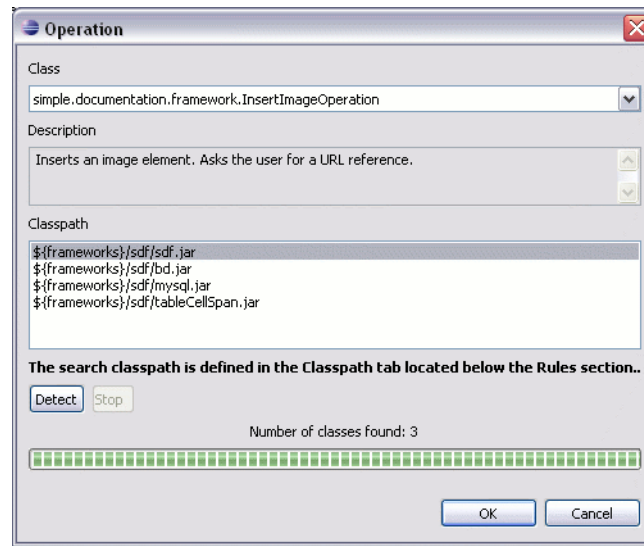 Operation
Class
simple.documentation.framework.InsertImageOperation
Description
Inserts an image element. Asks the user for a URL reference.
Classpath
${frameworks}/sdf/sdf.jar
${frameworks}/sdf/bd.jar
${frameworks}/sdf/mysql.jar
${frameworks}/sdf/tableCellSpan.jar
The search classpath is defined in the Classpath tab located below the Rules section..
Detect Stop
Number of classes found: 3
OK Cancel